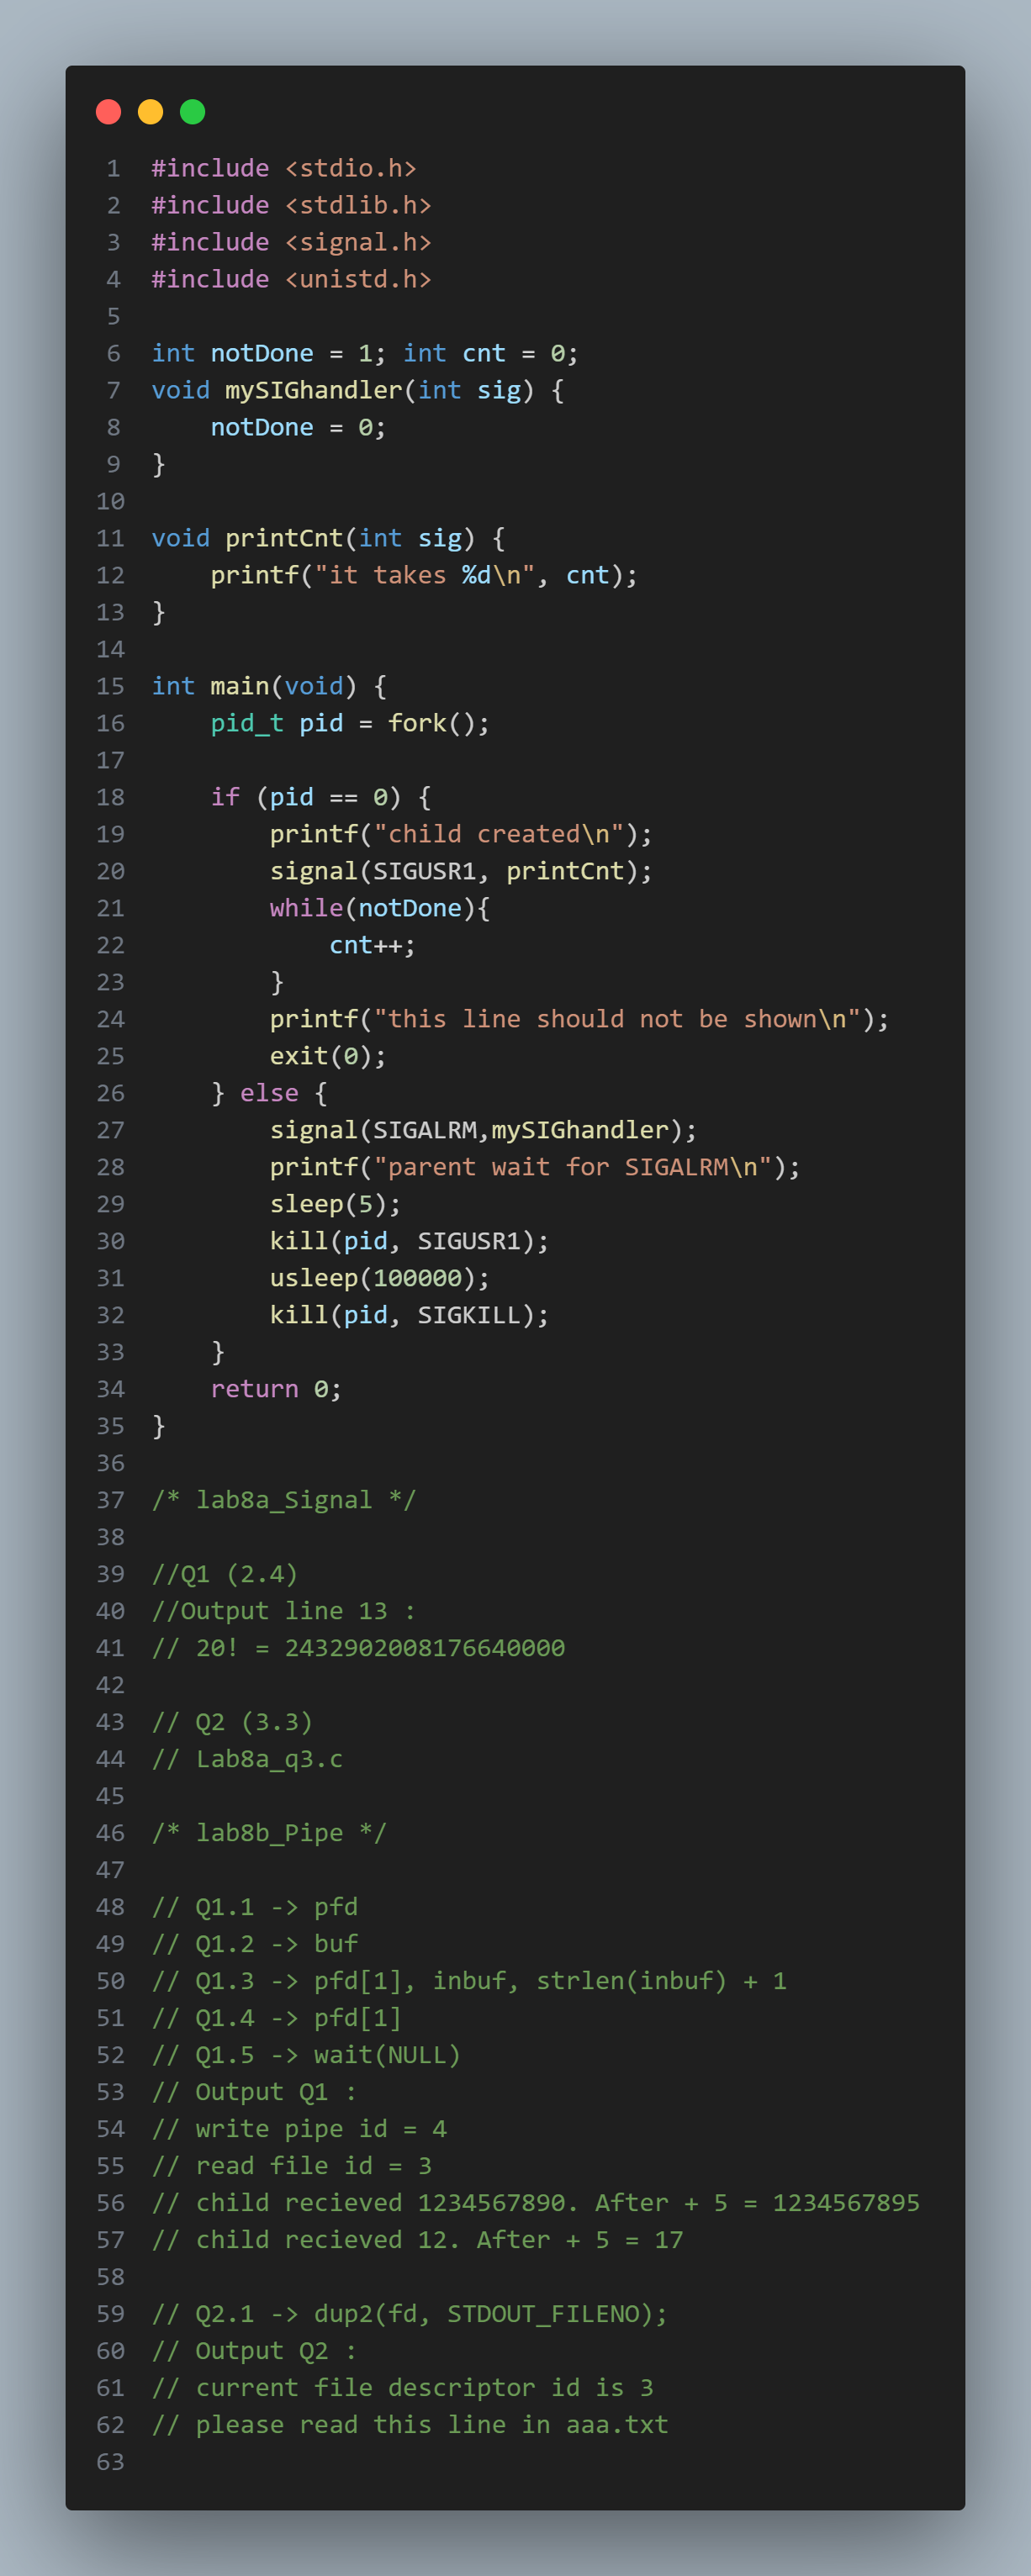 1 #include <stdio.h>
2 #include <stdlib.h>
3 #include <signal.h>
4 #include <unistd.h>
5
6 int notDone = 1; int cnt = 0;
7 void mySIGhandler(int sig) {
8     notDone = 0;
9 }
10
11 void printCnt(int sig) {
12     printf("it takes %d\n", cnt);
13 }
14
15 int main(void) {
16     pid_t pid = fork();
17
18     if (pid == 0) {
19         printf("child created\n");
20         signal(SIGUSR1, printCnt);
21         while(notDone){
22             cnt++;
23         }
24         printf("this line should not be shown\n");
25         exit(0);
26     } else {
27         signal(SIGALRM,mySIGhandler);
28         printf("parent wait for SIGALRM\n");
29         sleep(5);
30         kill(pid, SIGUSR1);
31         usleep(100000);
32         kill(pid, SIGKILL);
33     }
34     return 0;
35 }
36
37 /* lab8a_Signal */
38
39 //Q1 (2.4)
40 //Output line 13 :
41 // 20! = 2432902008176640000
42
43 // Q2 (3.3)
44 // Lab8a_q3.c
45
46 /* lab8b_Pipe */
47
48 // Q1.1 -> pfd
49 // Q1.2 -> buf
50 // Q1.3 -> pfd[1], inbuf, strlen(inbuf) + 1
51 // Q1.4 -> pfd[1]
52 // Q1.5 -> wait(NULL)
53 // Output Q1 :
54 // write pipe id = 4
55 // read file id = 3
56 // child recieved 1234567890. After + 5 = 1234567895
57 // child recieved 12. After + 5 = 17
58
59 // Q2.1 -> dup2(fd, STDOUT_FILENO);
60 // Output Q2 :
61 // current file descriptor id is 3
62 // please read this line in aaa.txt
63